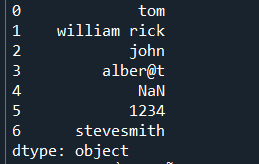 0 tom
1 william rick
2 john
3 alber@t
4 NaN
5 1234
6 stevesmith
dtype: object